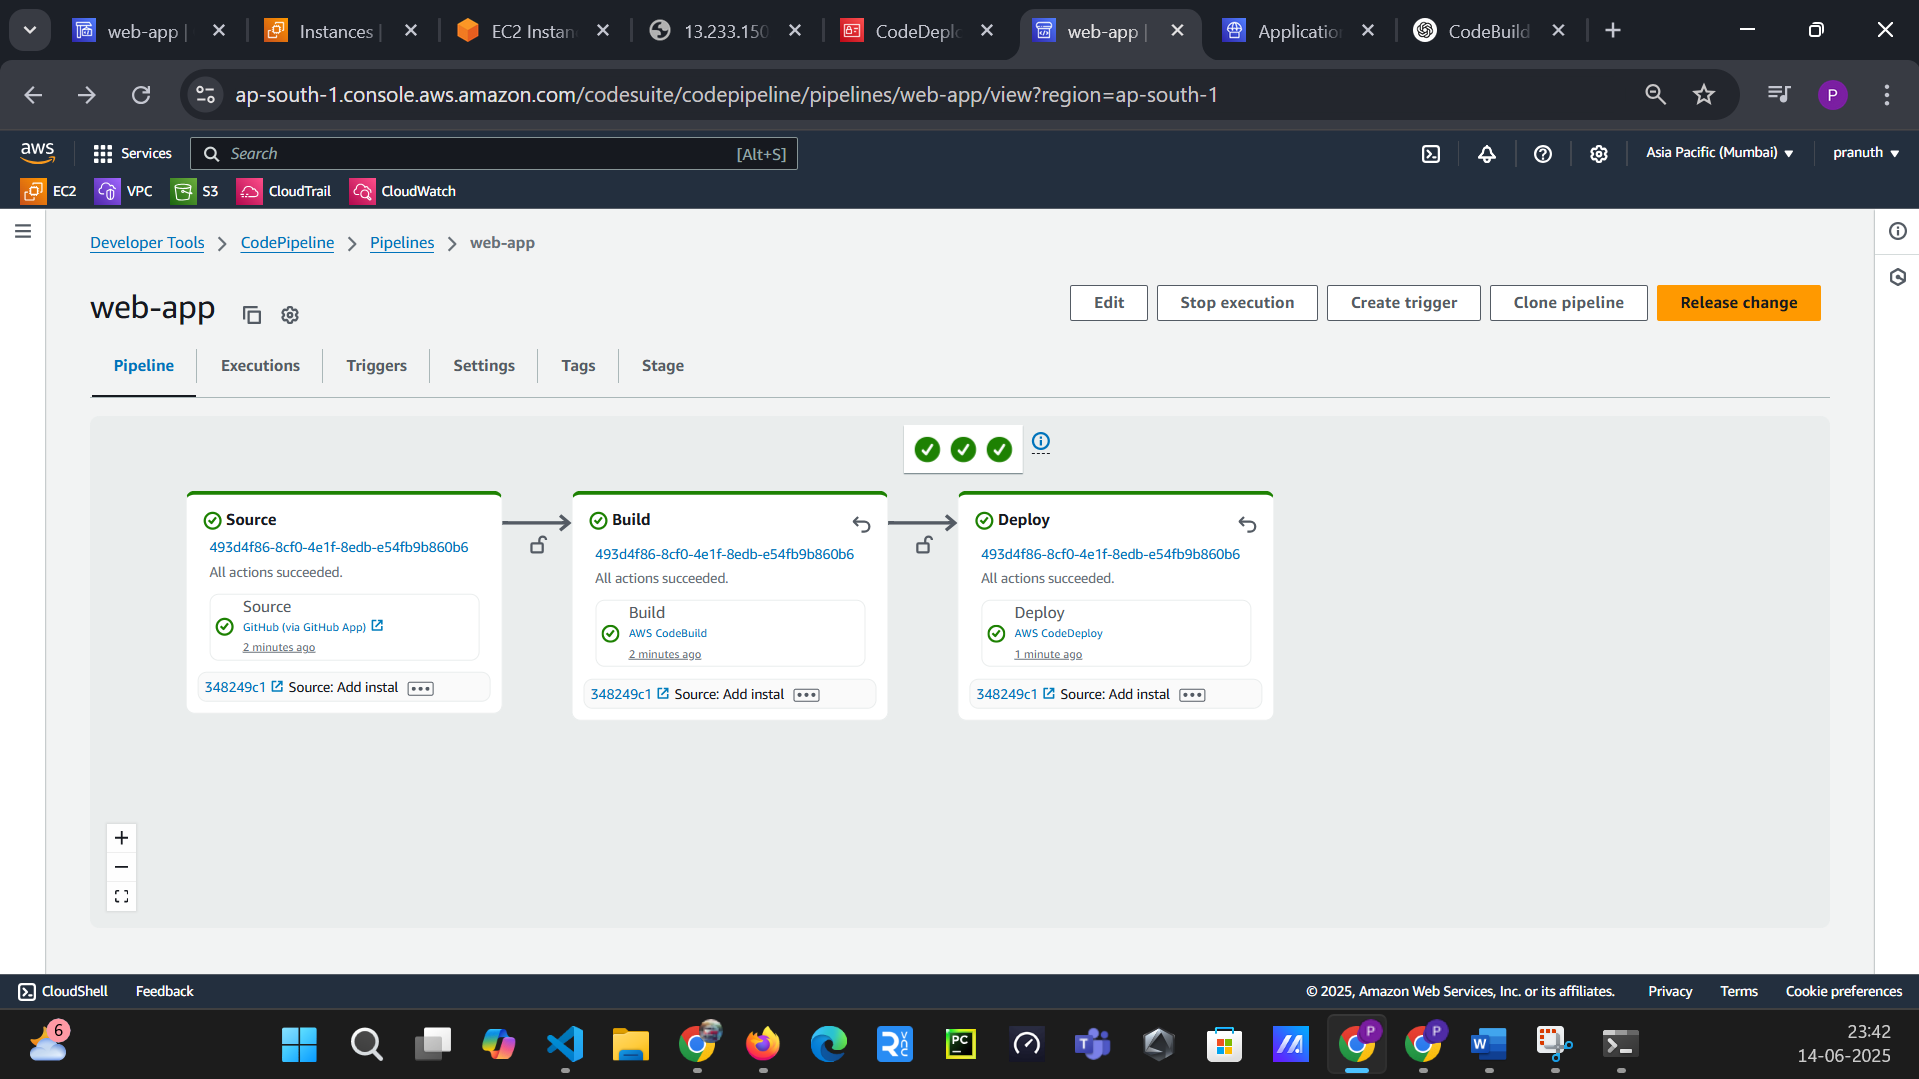 web-app |
Instances |
EC2 Instan
13.233.150
CodeDeplo
web-app |
Application
CodeBuild
ap-south-1.console.aws.amazon.com/codesuite/codepipeline/pipelines/web-app/view?region=ap-south-1
P
aws
Services
Search
[Alt+S]
Asia Pacific (Mumbai)
pranuth
EC2
VPC
S3
CloudTrail
CloudWatch
Developer Tools
CodePipeline
Pipelines
web-app
web-app
Edit
Stop execution
Create trigger
Clone pipeline
Release change
Pipeline
Executions
Triggers
Settings
Tags
Stage
Source
493d4f86-8cf0-4e1f-8edb-e54fb9b860b6
All actions succeeded.
Source
GitHub (via GitHub App)
2 minutes ago
348249c1 Source: Add instal
Build
493d4f86-8cf0-4e1f-8edb-e54fb9b860b6
All actions succeeded.
Build
AWS CodeBuild
2 minutes ago
348249c1 Source: Add instal
Deploy
493d4f86-8cf0-4e1f-8edb-e54fb9b860b6
All actions succeeded.
Deploy
AWS CodeDeploy
1 minute ago
348249c1 Source: Add instal
CloudShell
Feedback
© 2025, Amazon Web Services, Inc. or its affiliates.
Privacy
Terms
Cookie preferences
6
PC
P
P
W
23:42
14-06-2025